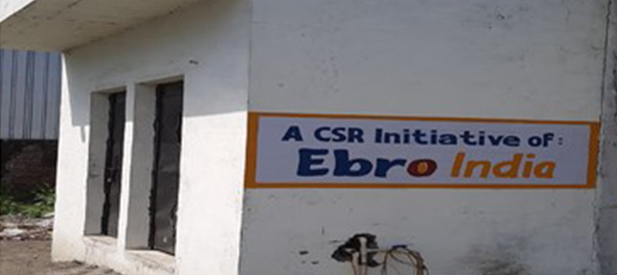 A CSR Initiative of:
Ebro India